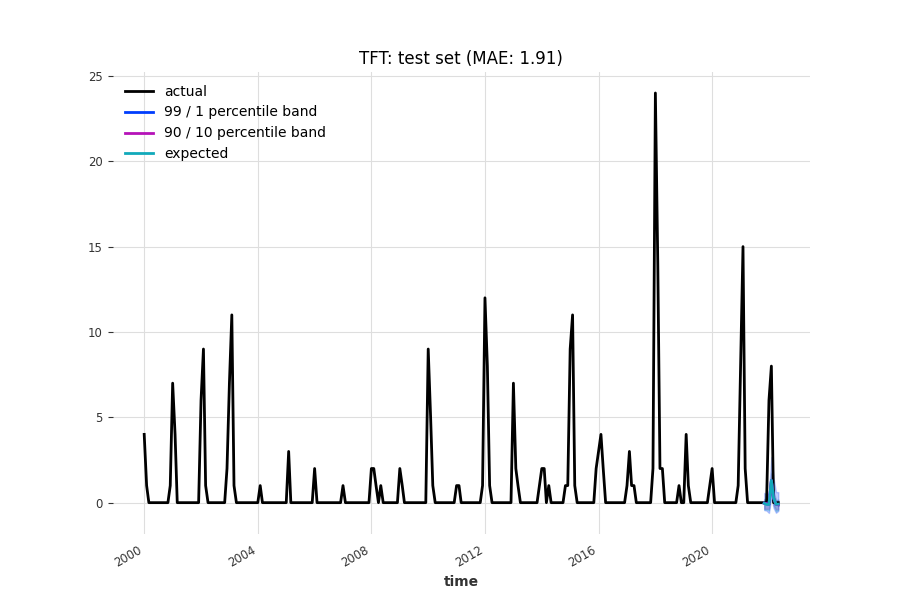 TFT: test set (MAE: 1.91)
25
20
15
10
5
0
actual
99 / 1 percentile band
90 / 10 percentile band
expected
2000
2004
2008
2012
2016
2020
time